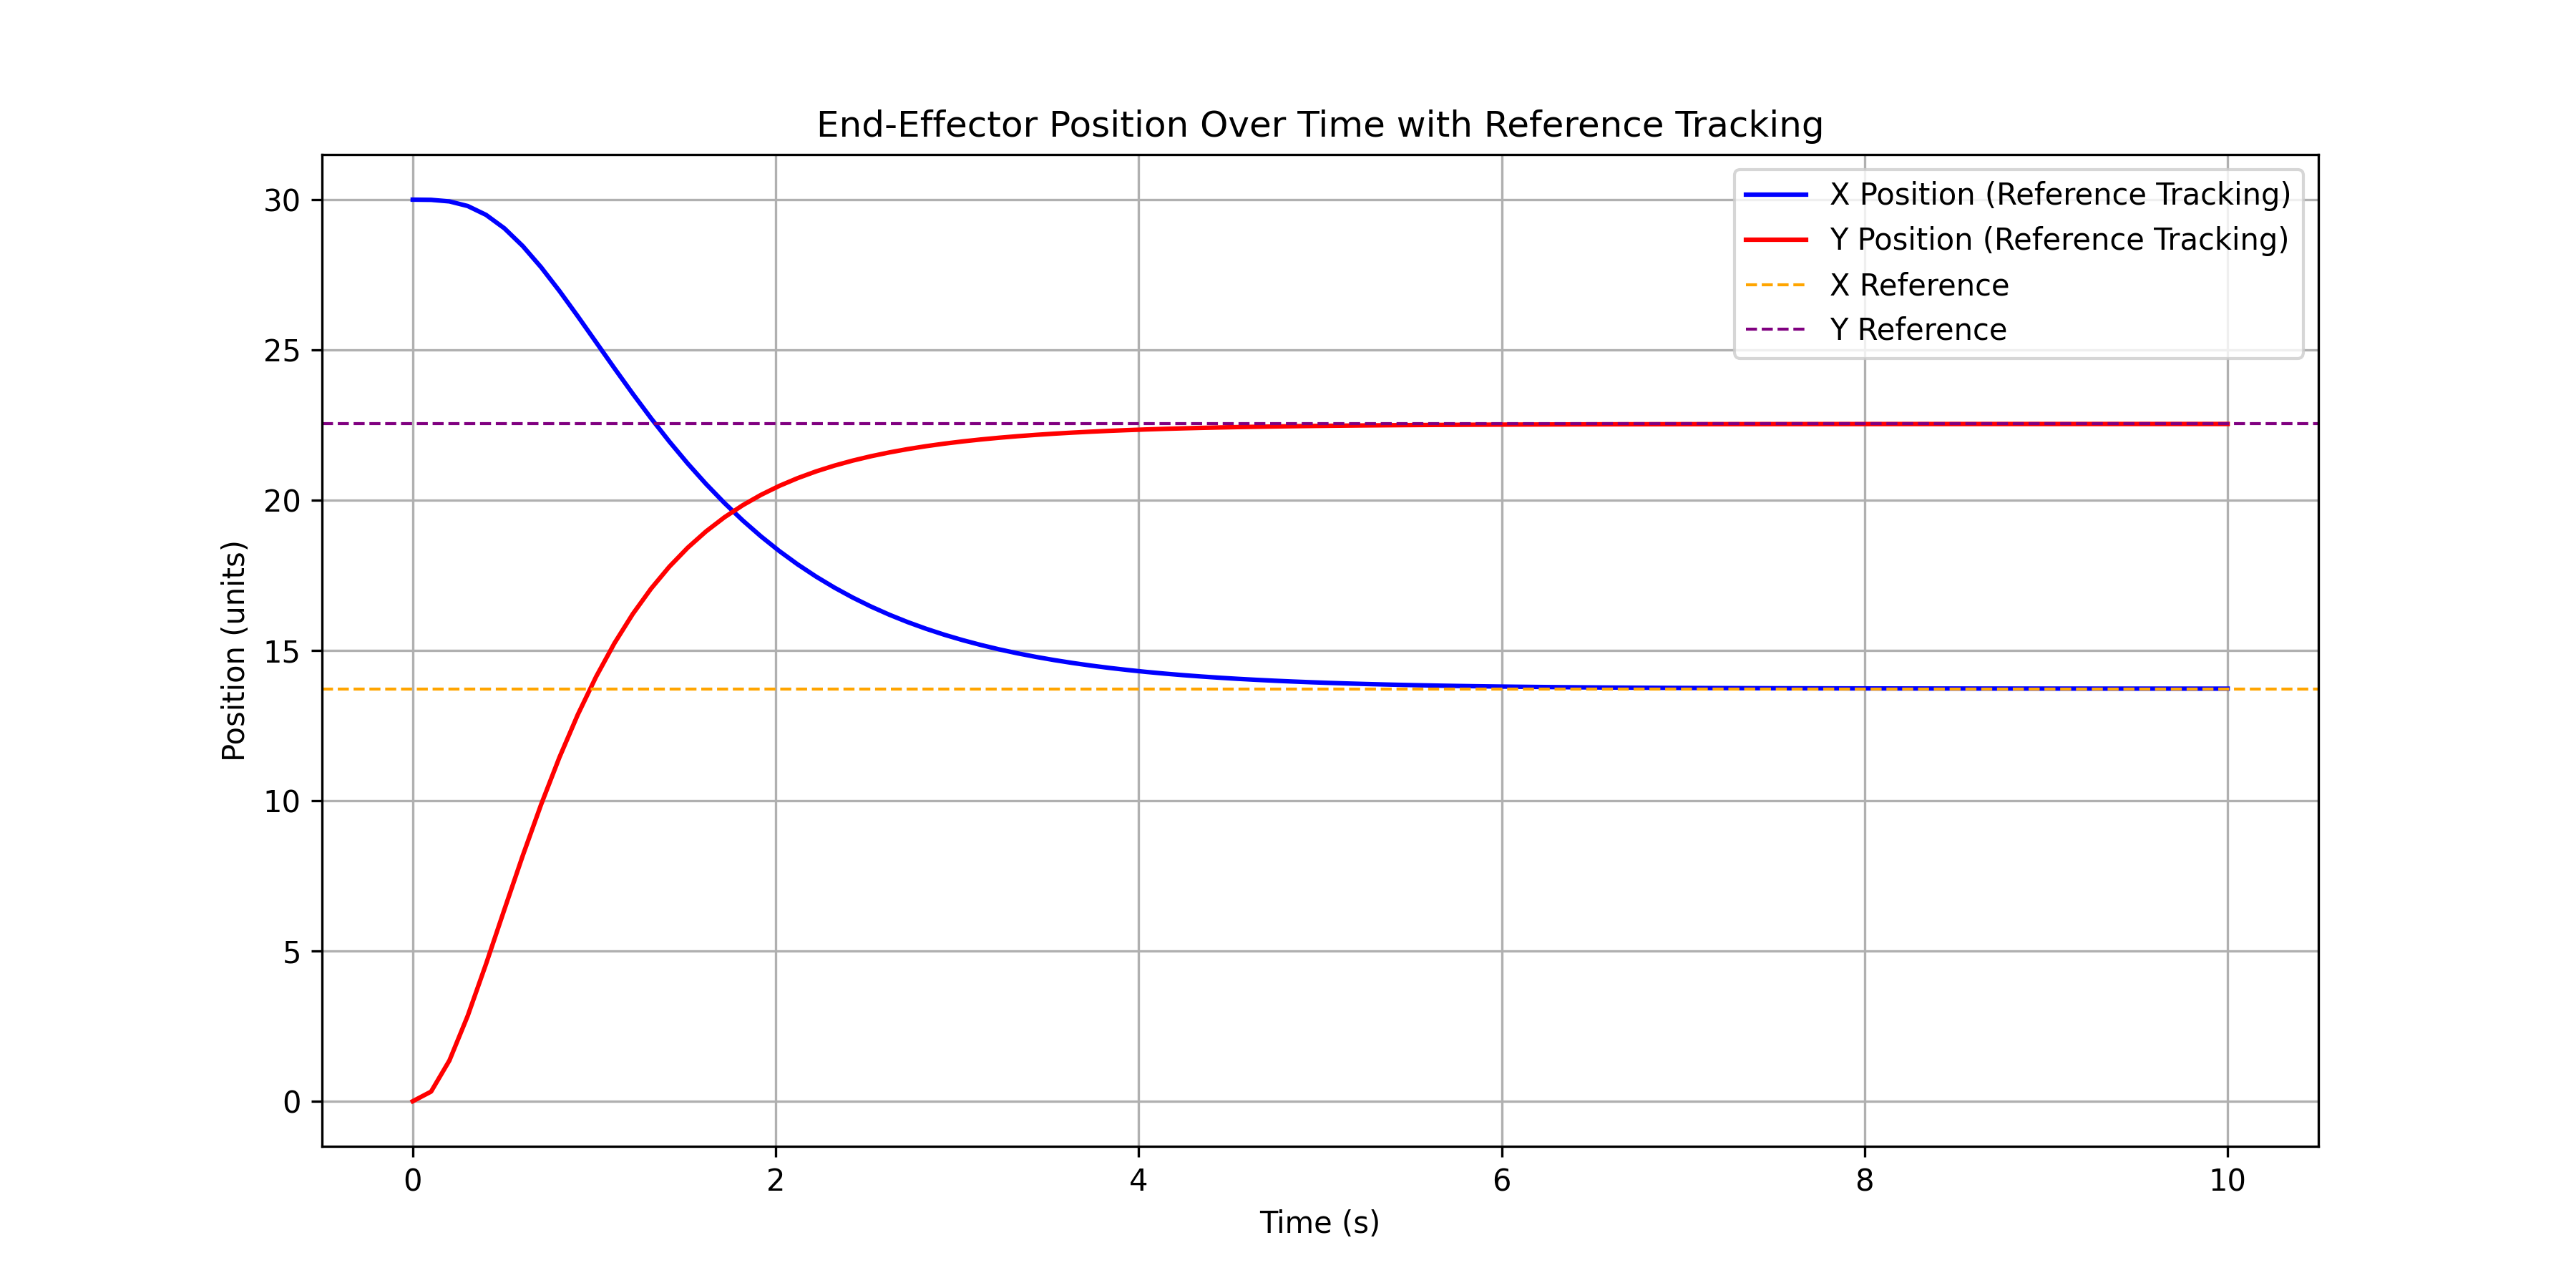 End-Effector Position Over Time with Reference Tracking
X Position (Reference Tracking)
Y Position (Reference Tracking)
X Reference
Y Reference
Position (units)
30
25
20
15
10
5
0
0 2 4 6 8 10
Time (s)